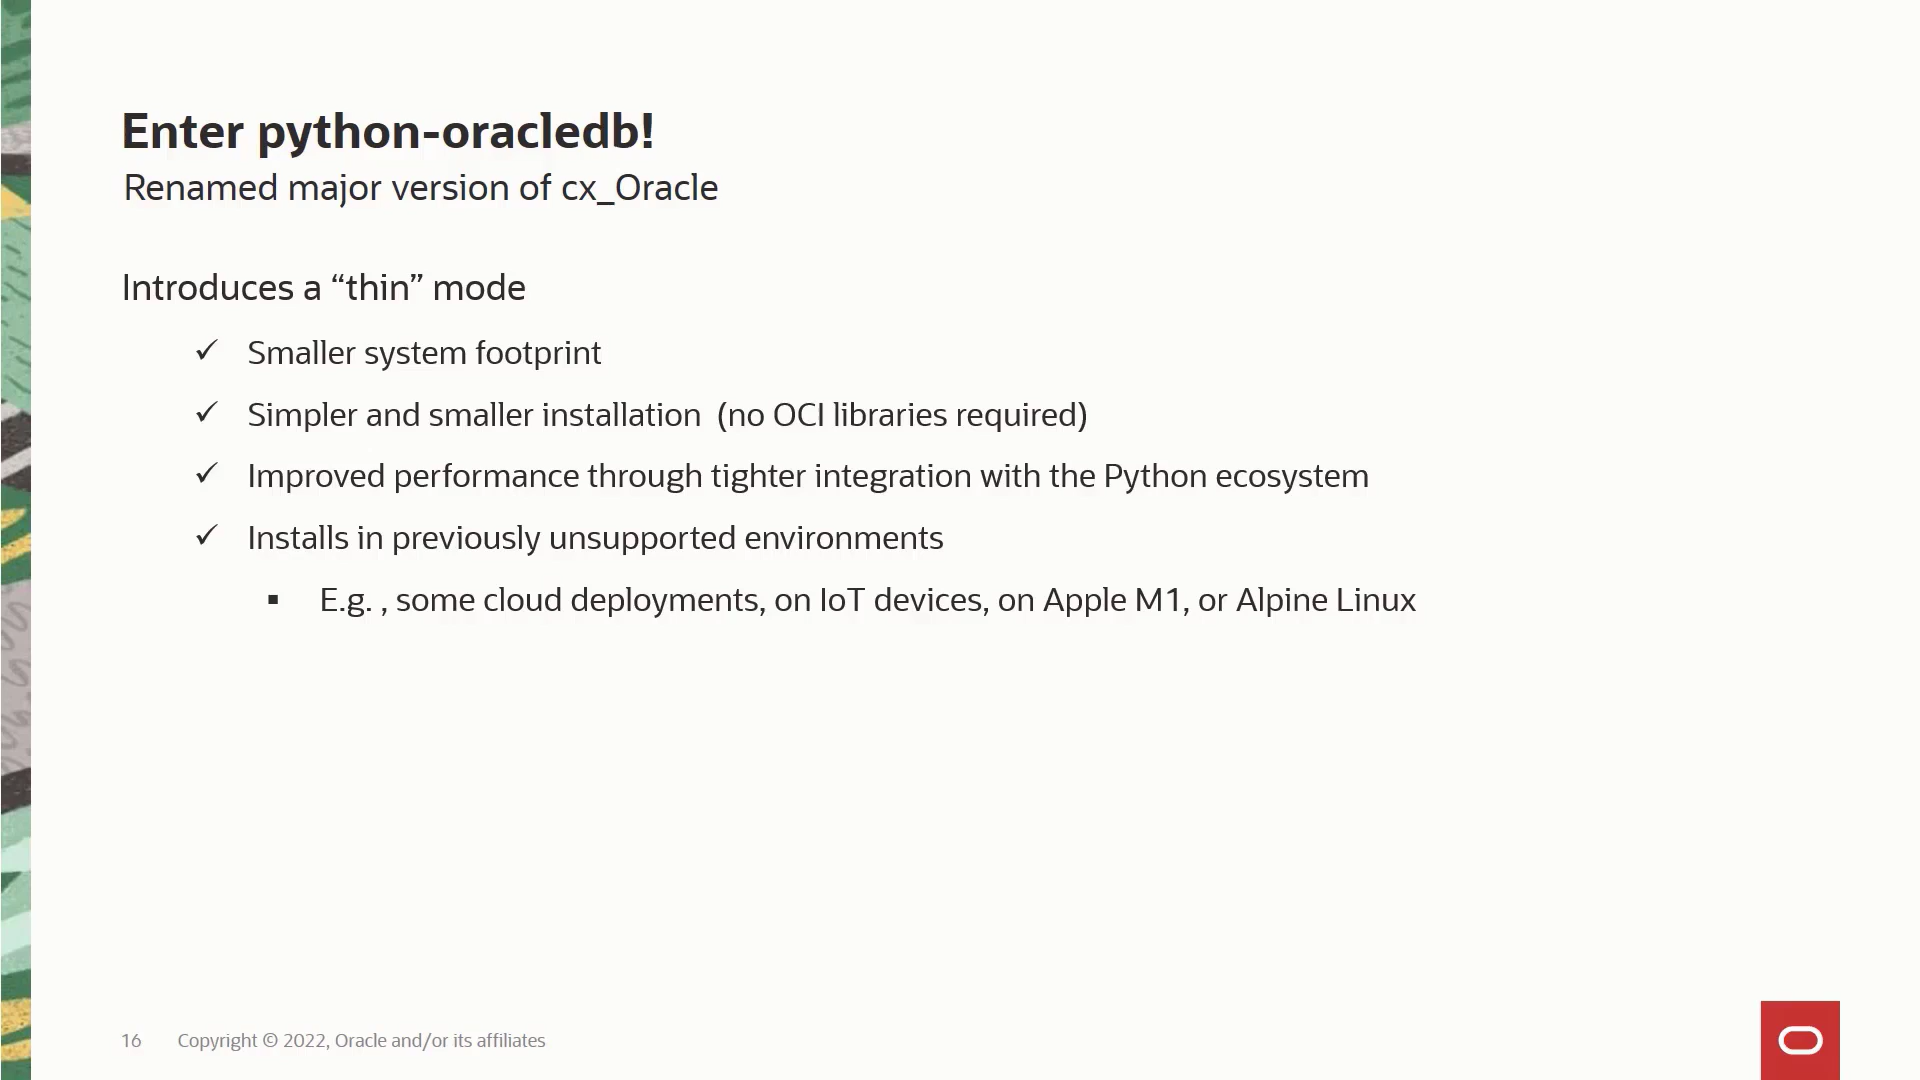 Enter python-oracledb!
Renamed major version of cx_Oracle
Introduces a “thin” mode
✓ Smaller system footprint
✓ Simpler and smaller installation  (no OCI libraries required)
✓ Improved performance through tighter integration with the Python ecosystem
✓ Installs in previously unsupported environments
▪ E.g. , some cloud deployments, on IoT devices, on Apple M1, or Alpine Linux
16 Copyright © 2022, Oracle and/or its affiliates